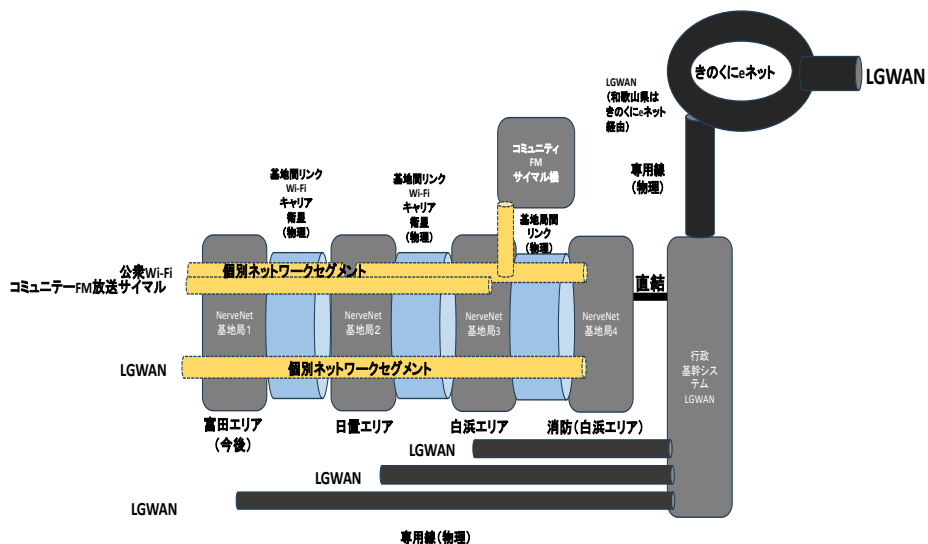 きのくにeネット
LGWAN
LGWAN
（和歌山県は
きのくにeネット
経由）
コミュニティ
FM
サイマル機
専用線
（物理）
基地間リンク
Wi-Fi
キャリア
衛星
（物理）
基地間リンク
Wi-Fi
キャリア
衛星
（物理）
基地局間
リンク
（物理）
公衆Wi-Fi
個別ネットワークセグメント
コミュニテーFM放送サイマル
直結
NerveNet
基地局1
NerveNet
基地局2
NerveNet
基地局3
NerveNet
基地局4
LGWAN
個別ネットワークセグメント
行政
基幹システ
テム
LGWAN
富田エリア
（今後）
日置エリア
白浜エリア
消防（白浜エリア）
LGWAN
LGWAN
LGWAN
専用線（物理）